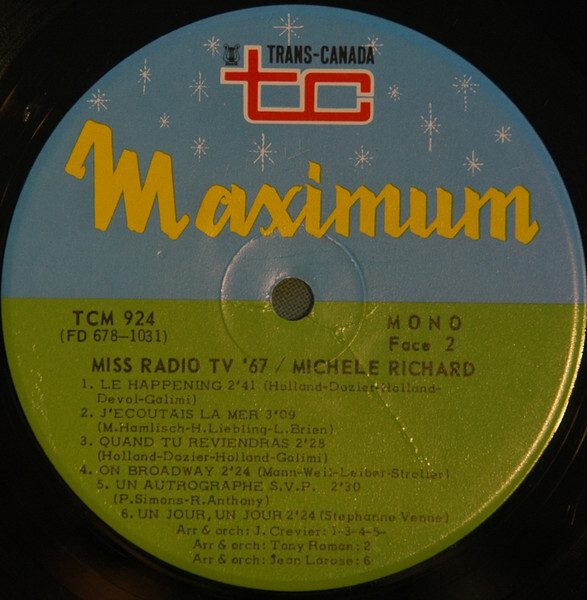 TRANS-CANADA
tc
Maximum
TCM 924
(FD 678-1031)
MONO
Face 2
MISS RADIO TV '67 / MICHELE RICHARD
1. LE HAPPENING 2'41 (Holland-Dozier-Holland-
Devol-Galimi)
2. J'ECOUTAIS LA MER 3'09
(M.Hamlisch-H.Liebling-L.Brien)
3. QUAND TU REVIENDRAS 2'28
(Holland-Dozier-Holland-Galimi)
4. ON BROADWAY 2'24 (Mann-Weil-Leiber-Stroller)
5. UN AUTROGRAPHE S.V.P. 2'30
(P.Simons-R.Anthony)
6. UN JOUR, UN JOUR 2'24 (Stephanne Venne)
Arr & orch: J. Crevier: 1-3-4-5-
Arr & orch: Tony Roman: 2
Arr & orch: Jean Larose: 6